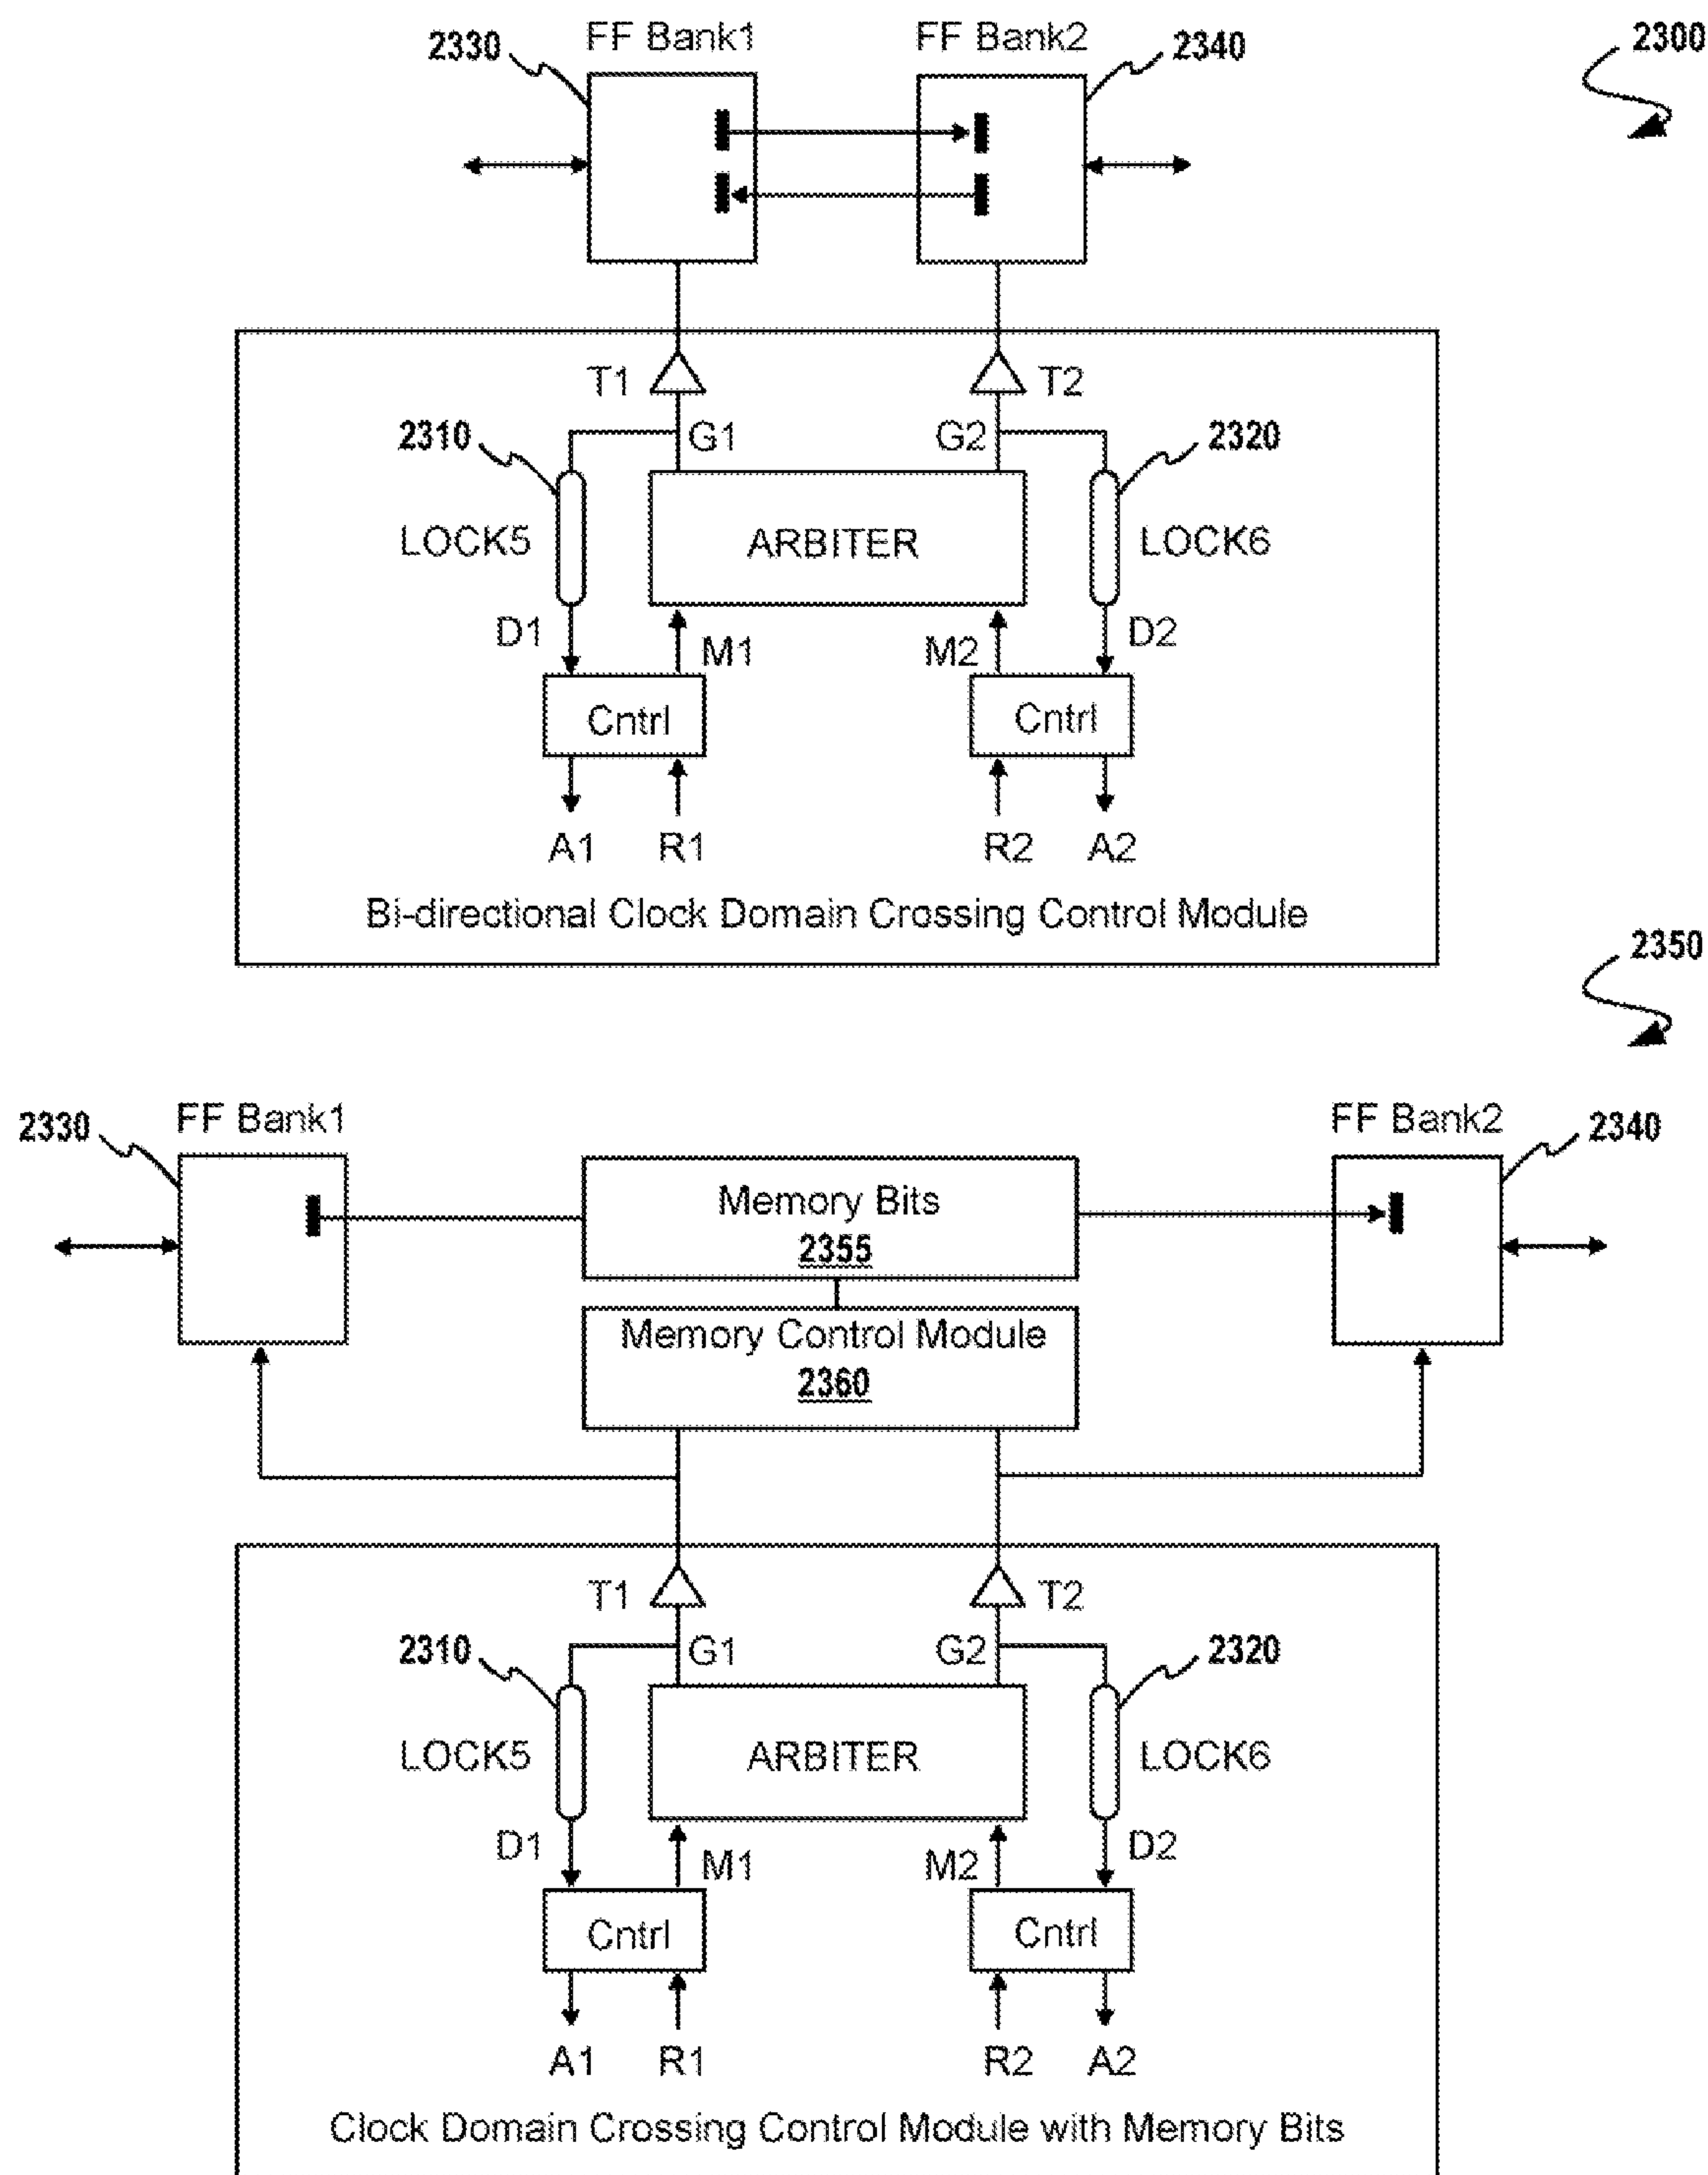 2330 FF Bank1 FF Bank2 2340 2300
T1 T2
2310 G1 G2 2320
LOCK5 ARBITER LOCK6
D1 M1 M2 D2
Cntrl Cntrl
A1 R1 R2 A2
Bi-directional Clock Domain Crossing Control Module
2350
2330 FF Bank1 FF Bank2 2340
Memory Bits
2355
Memory Control Module
2360
T1 T2
2310 G1 G2 2320
LOCK5 ARBITER LOCK6
D1 M1 M2 D2
Cntrl Cntrl
A1 R1 R2 A2
Clock Domain Crossing Control Module with Memory Bits